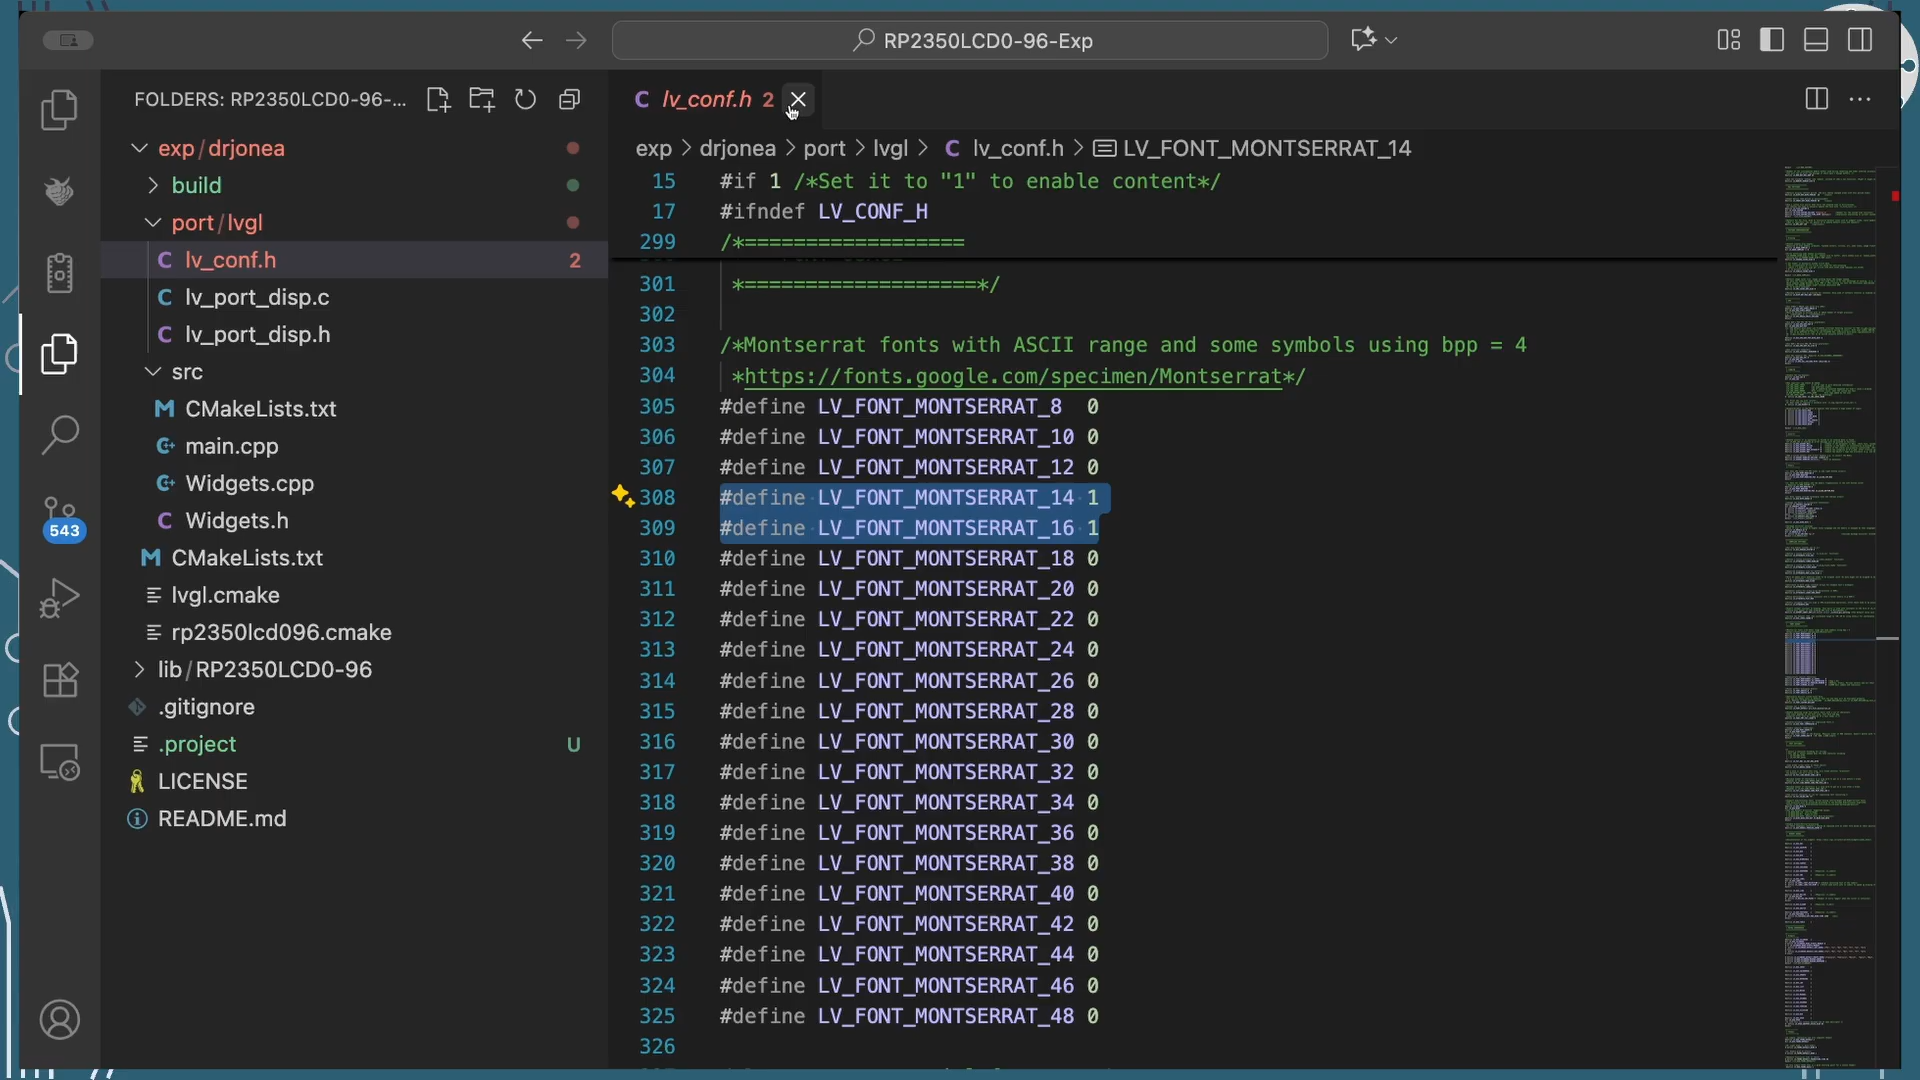 RP2350LCD0-96-Exp
FOLDERS: RP2350LCD0-96-...
exp/drjonea
build
port/lvgl
lv_conf.h 2
lv_port_disp.c
lv_port_disp.h
src
CMakeLists.txt
main.cpp
Widgets.cpp
Widgets.h
CMakeLists.txt
lvgl.cmake
rp2350lcd096.cmake
lib/RP2350LCD0-96
.gitignore
.project U
LICENSE
README.md
543
C lv_conf.h 2
exp > drjonea > port > lvgl > C lv_conf.h > LV_FONT_MONTSERRAT_14
15 #if 1 /*Set it to "1" to enable content*/
17 #ifndef LV_CONF_H
299 /*==================
301 *===================*/
302
303 /*Montserrat fonts with ASCII range and some symbols using bpp = 4
304 *https://fonts.google.com/specimen/Montserrat*/
305 #define LV_FONT_MONTSERRAT_8 0
306 #define LV_FONT_MONTSERRAT_10 0
307 #define LV_FONT_MONTSERRAT_12 0
308 #define LV_FONT_MONTSERRAT_14 1
309 #define LV_FONT_MONTSERRAT_16 1
310 #define LV_FONT_MONTSERRAT_18 0
311 #define LV_FONT_MONTSERRAT_20 0
312 #define LV_FONT_MONTSERRAT_22 0
313 #define LV_FONT_MONTSERRAT_24 0
314 #define LV_FONT_MONTSERRAT_26 0
315 #define LV_FONT_MONTSERRAT_28 0
316 #define LV_FONT_MONTSERRAT_30 0
317 #define LV_FONT_MONTSERRAT_32 0
318 #define LV_FONT_MONTSERRAT_34 0
319 #define LV_FONT_MONTSERRAT_36 0
320 #define LV_FONT_MONTSERRAT_38 0
321 #define LV_FONT_MONTSERRAT_40 0
322 #define LV_FONT_MONTSERRAT_42 0
323 #define LV_FONT_MONTSERRAT_44 0
324 #define LV_FONT_MONTSERRAT_46 0
325 #define LV_FONT_MONTSERRAT_48 0
326